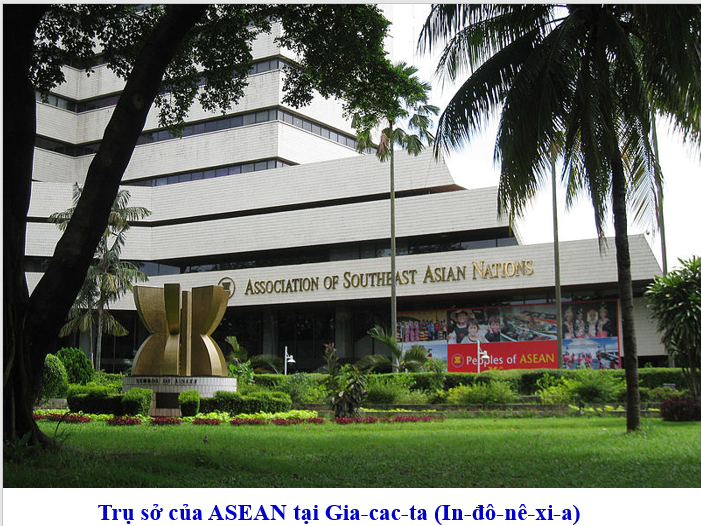 ASSOCIATION OF SOUTHEAST ASIAN NATIONS
Peoples of ASEAN
Trụ sở của ASEAN tại Gia-cac-ta (In-đô-nê-xi-a)